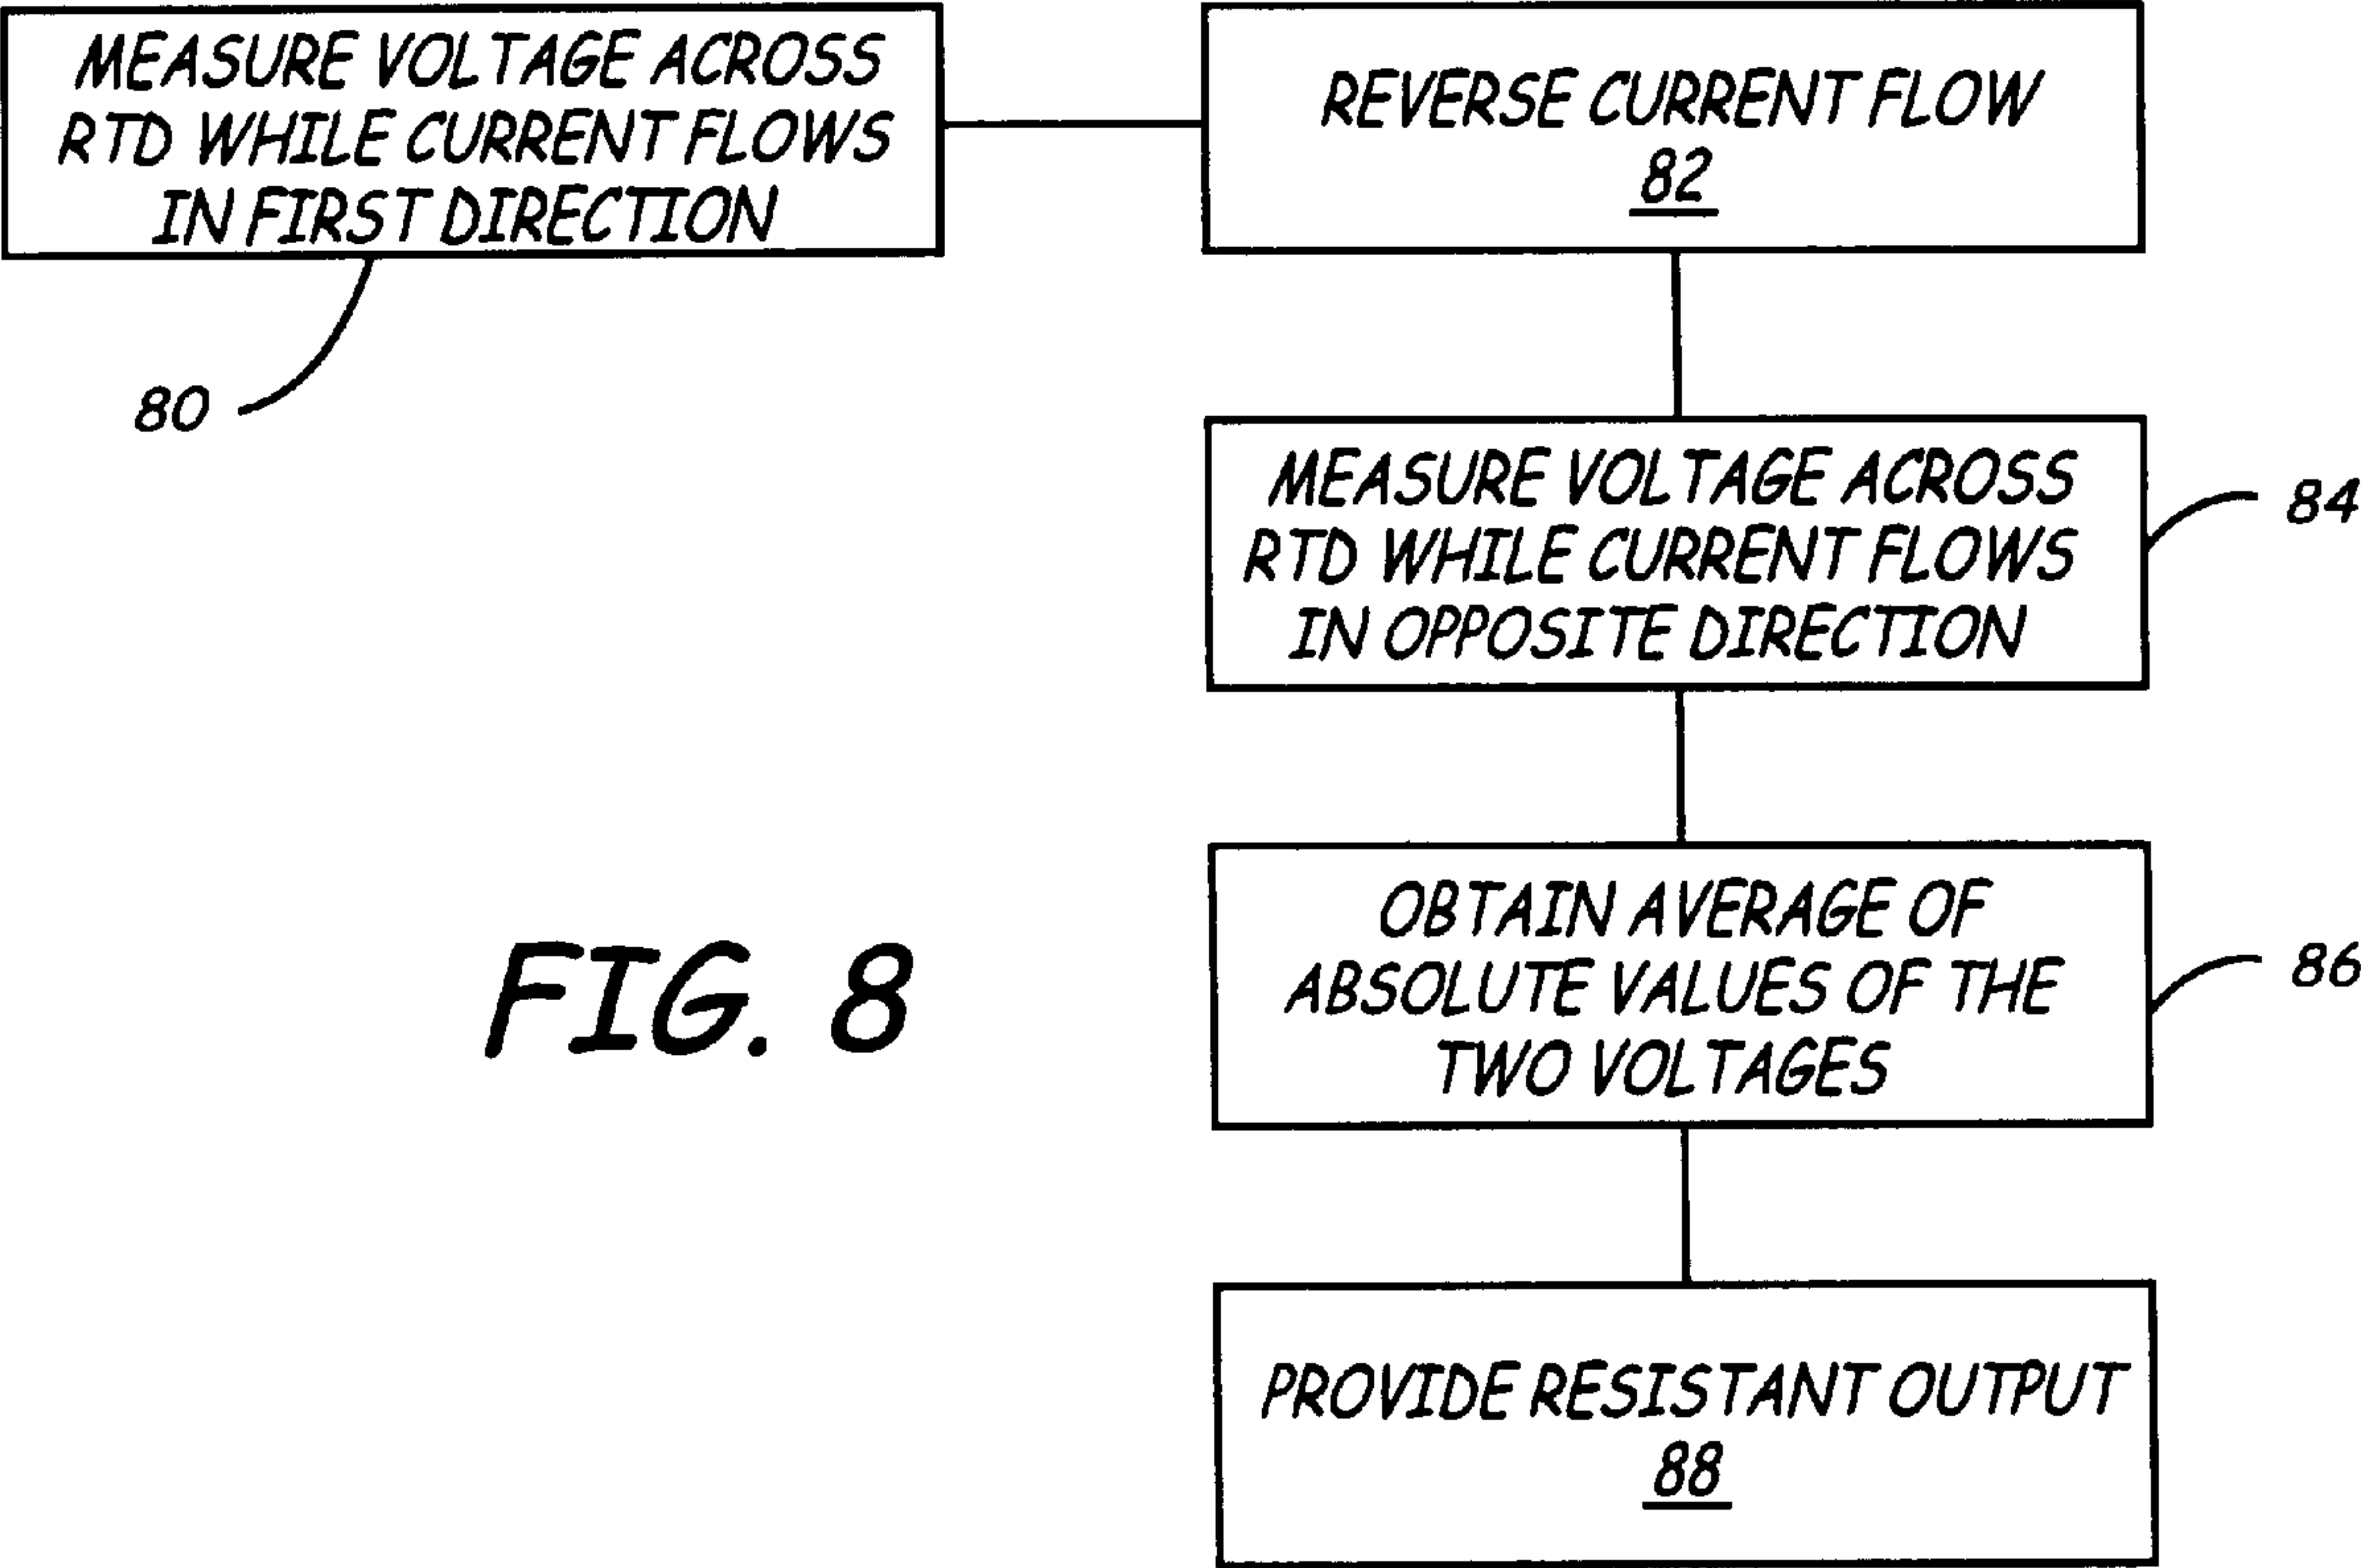 MEASURE VOLTAGE ACROSS
RTD WHILE CURRENT FLOWS
IN FIRST DIRECTION
80
REVERSE CURRENT FLOW
82
MEASURE VOLTAGE ACROSS
RTD WHILE CURRENT FLOWS
IN OPPOSITE DIRECTION
84
OBTAIN AVERAGE OF
ABSOLUTE VALUES OF THE
TWO VOLTAGES
86
PROVIDE RESISTANT OUTPUT
88
FIG. 8